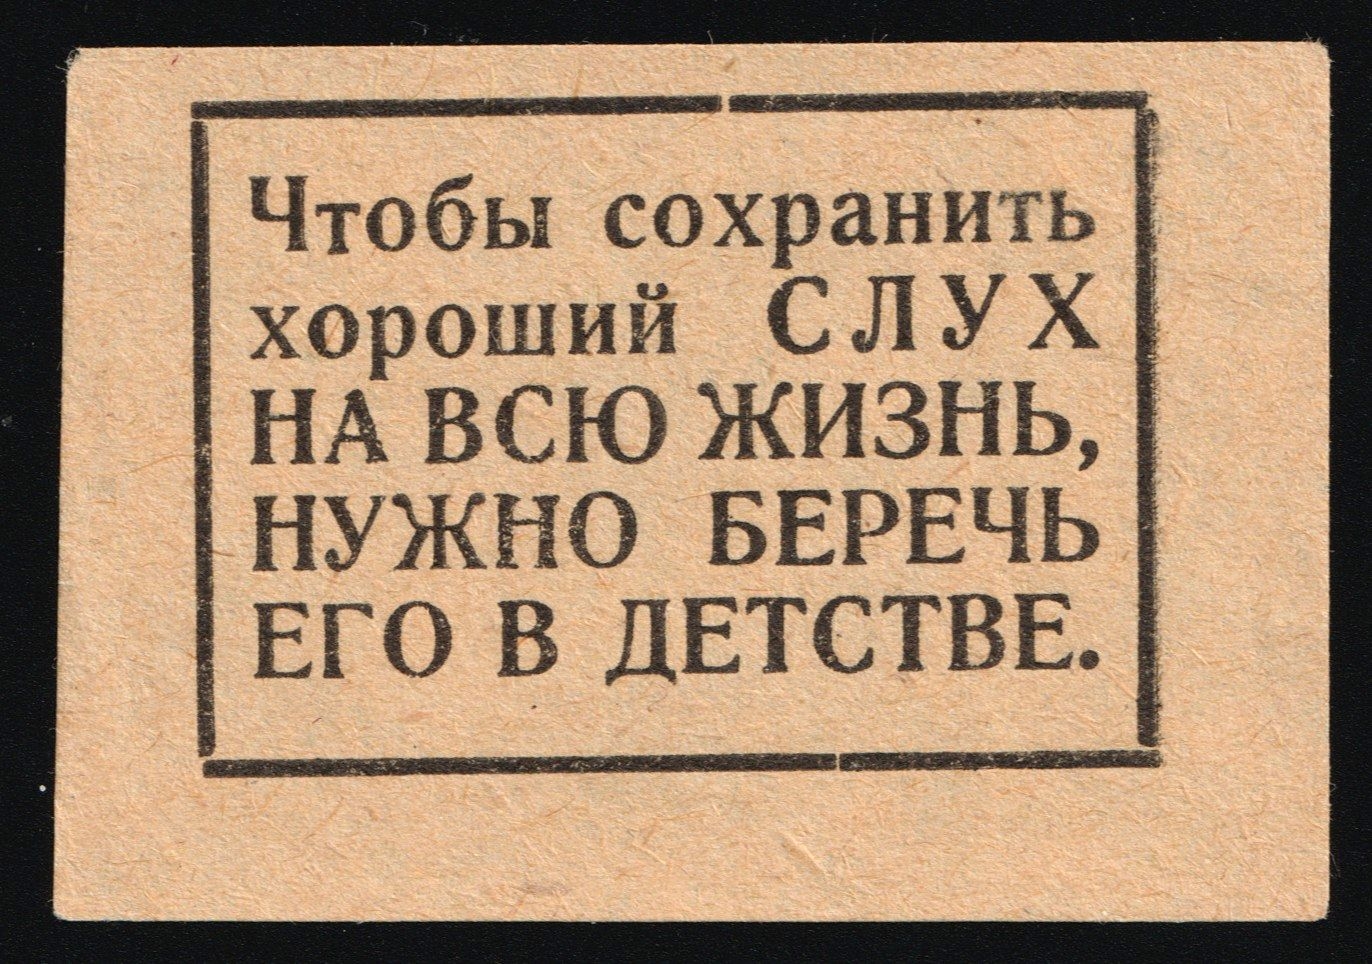 Чтобы сохранить
хороший СЛУХ
НА ВСЮ ЖИЗНЬ,
НУЖНО БЕРЕЧЬ
ЕГО В ДЕТСТВЕ.